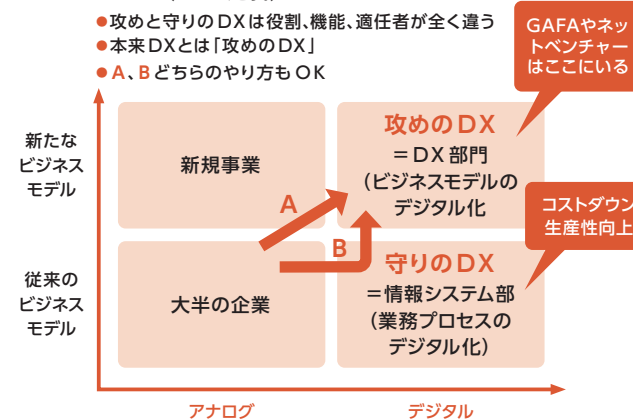 ●攻めと守りのDXは役割、機能、適任者が全く違う
●本来DXとは「攻めのDX」
●A、Bどちらのやり方もOK
GAFAやネッ
トベンチャー
はここにいる
新たな
ビジネス
モデル
新規事業
攻めのDX
＝DX部門
(ビジネスモデルの
デジタル化
A
コストダウン
生産性向上
B
従来の
ビジネス
モデル
大半の企業
守りのDX
＝情報システム部
(業務プロセスの
デジタル化)
アナログ
デジタル